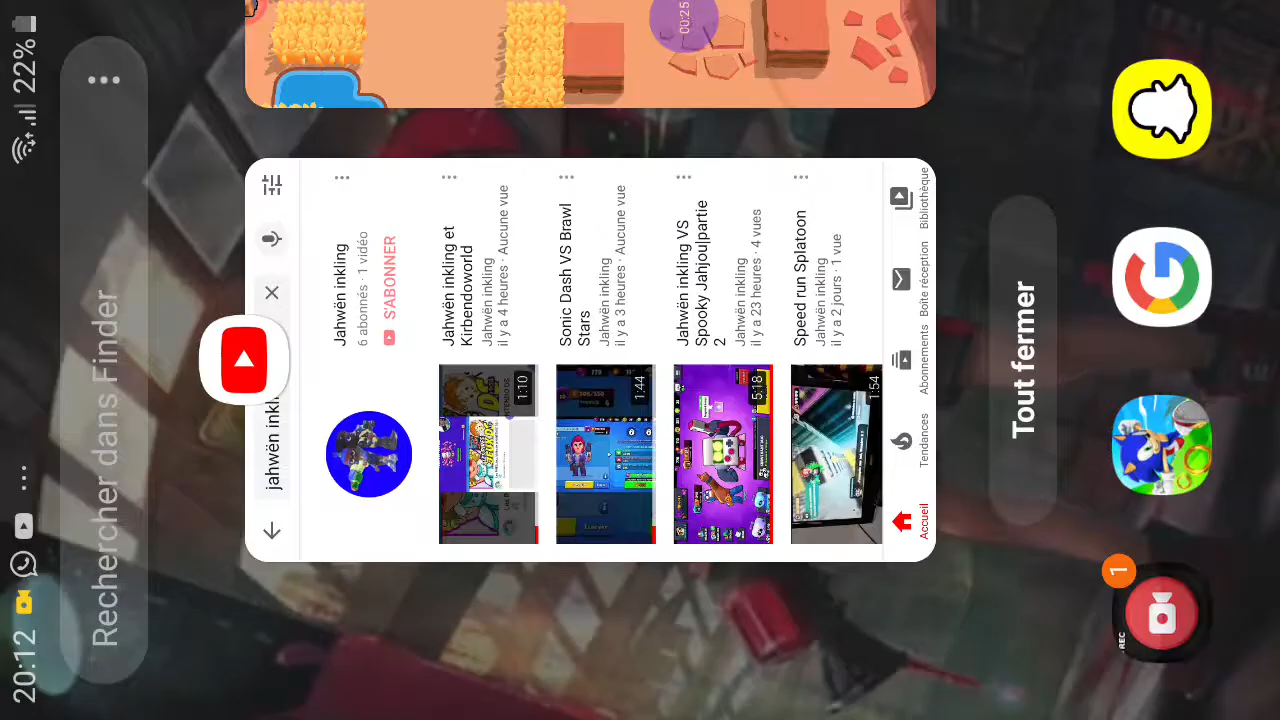 20:12
22%
Rechercher dans Finder
jahwën inkl
Jahwën inkling
6 abonnés · 1 vidéo
S'ABONNER
1:10
Jahwën inkling et
Kirbendoworld
Jahwën inkling
il y a 4 heures · Aucune vue
1:44
Sonic Dash VS Brawl
Stars
Jahwën inkling
il y a 3 heures · Aucune vue
5:18
Jahwën inkling VS
Spooky Jahjou|partie
2
Jahwën inkling
il y a 23 heures · 4 vues
1:54
Speed run Splatoon
Jahwën inkling
il y a 2 jours · 1 vue
Accueil
Tendances
Abonnements
Boîte réception
Bibliothèque
00:25
Tout fermer
REC
1